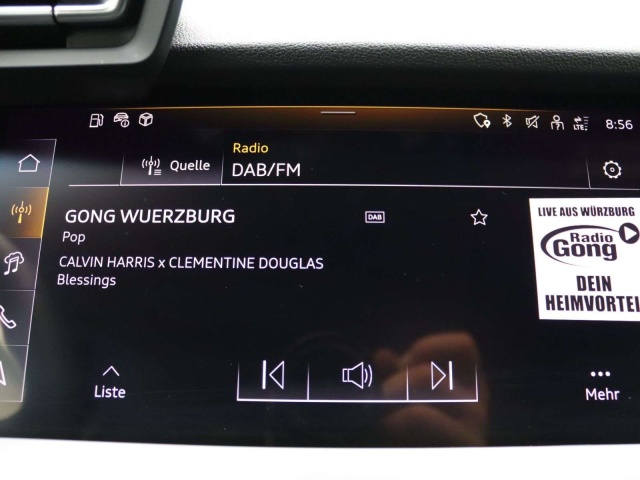 LTE
8:56
Radio
Quelle
DAB/FM
GONG WUERZBURG
DAB
Pop
CALVIN HARRIS x CLEMENTINE DOUGLAS
Blessings
LIVE AUS WÜRZBURG
Radio
Gong
DEIN
HEIMVORTEI
Liste
Mehr